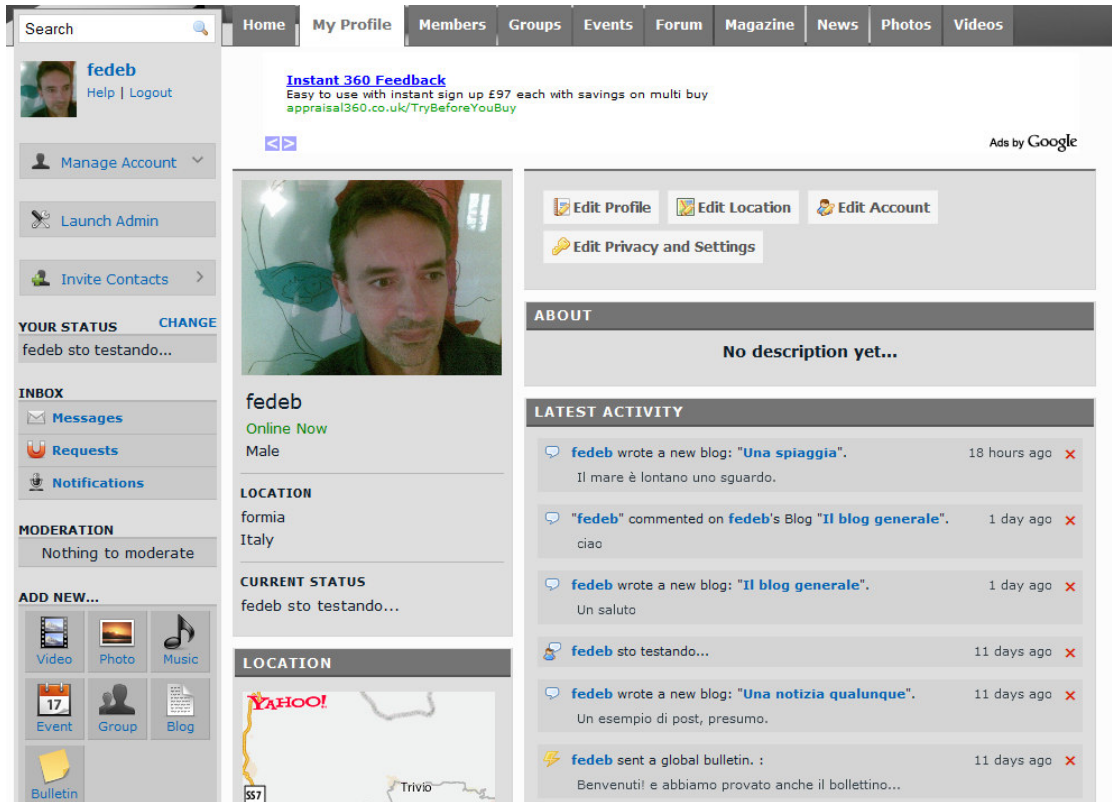 Search
Home
My Profile
Members
Groups
Events
Forum
Magazine
News
Photos
Videos
fedeb
Help | Logout
Manage Account
Launch Admin
Invite Contacts
YOUR STATUS CHANGE
fedeb sto testando...
INBOX
Messages
Requests
Notifications
MODERATION
Nothing to moderate
ADD NEW...
Video
Photo
Music
17
Event
Group
Blog
Bulletin
Instant 360 Feedback
Easy to use with instant sign up £97 each with savings on multi buy
appraisal360.co.uk/TryBeforeYouBuy
Ads by Google
fedeb
Online Now
Male
LOCATION
formia
Italy
CURRENT STATUS
fedeb sto testando...
LOCATION
YAHOO!
Trivio
SS7
Edit Profile
Edit Location
Edit Account
Edit Privacy and Settings
ABOUT
No description yet...
LATEST ACTIVITY
fedeb wrote a new blog: "Una spiaggia". 18 hours ago
Il mare è lontano uno sguardo.
"fedeb" commented on fedeb's Blog "Il blog generale". 1 day ago
ciao
fedeb wrote a new blog: "Il blog generale". 1 day ago
Un saluto
fedeb sto testando... 11 days ago
fedeb wrote a new blog: "Una notizia qualunque". 11 days ago
Un esempio di post, presumo.
fedeb sent a global bulletin. : 11 days ago
Benvenuti! e abbiamo provato anche il bollettino...